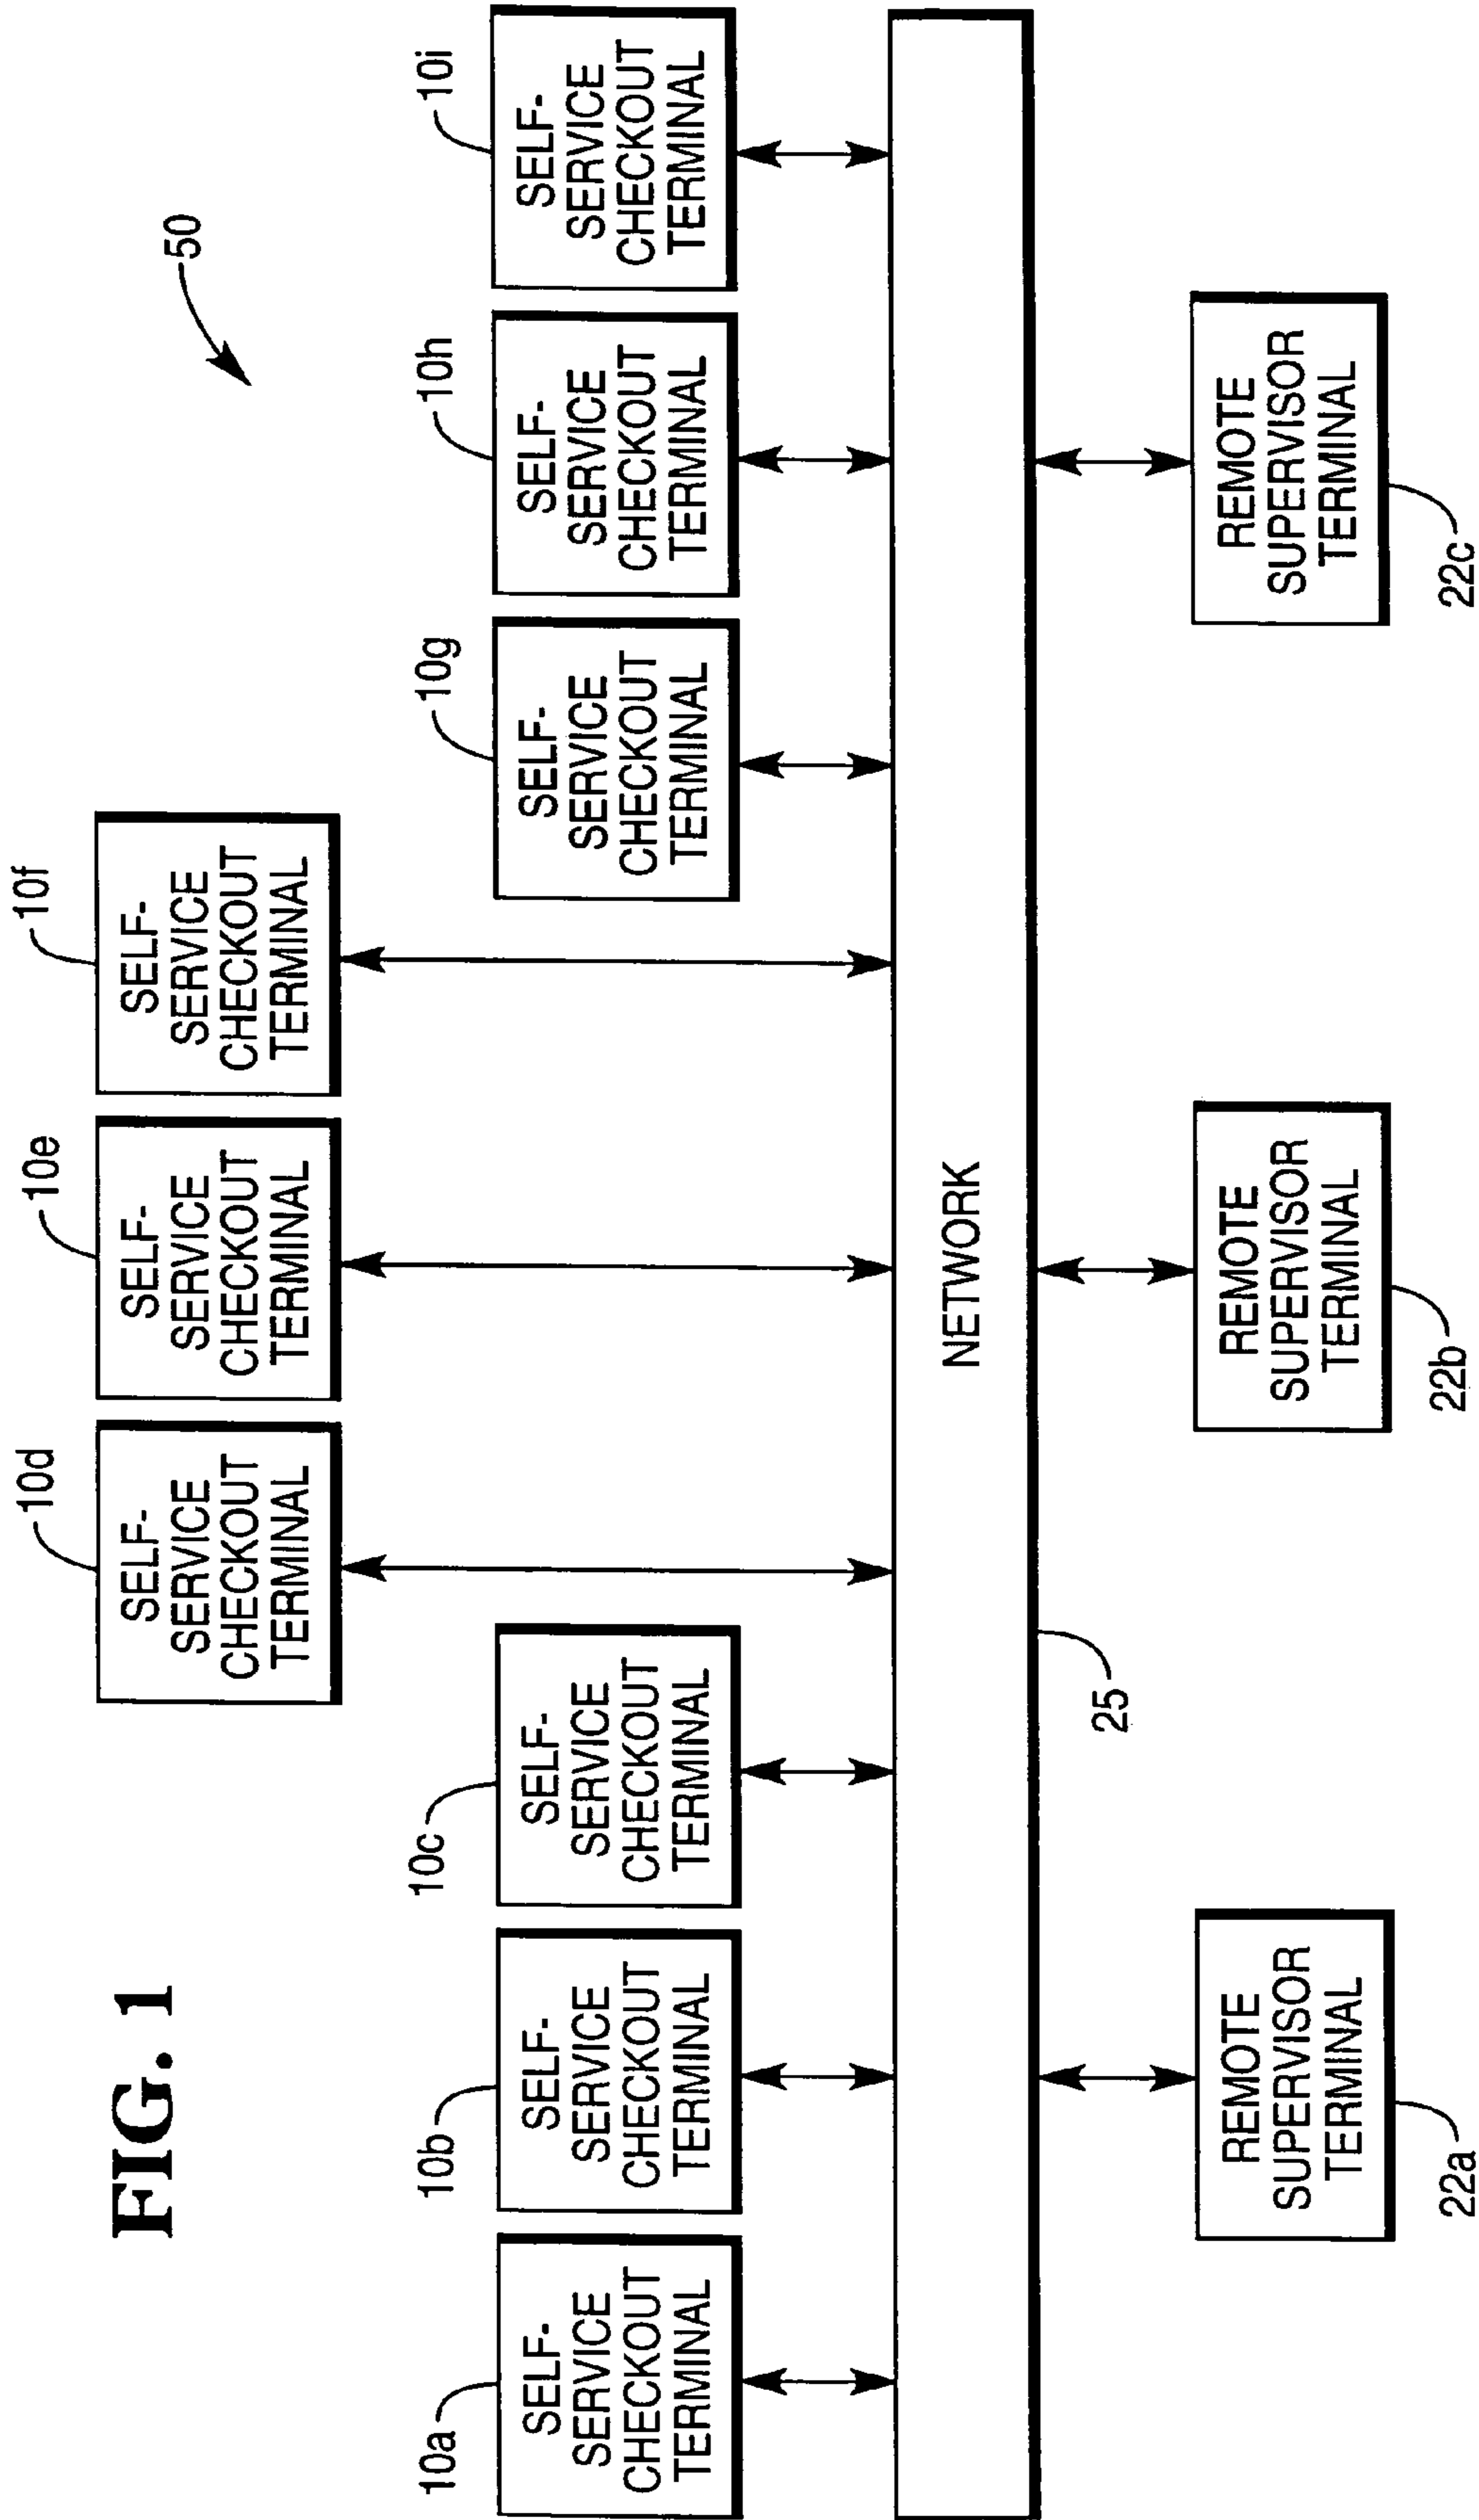 FIG. 1
50
10d
SELF-
SERVICE
CHECKOUT
TERMINAL
10e
SELF-
SERVICE
CHECKOUT
TERMINAL
10f
SELF-
SERVICE
CHECKOUT
TERMINAL
10a
SELF-
SERVICE
CHECKOUT
TERMINAL
10b
SELF-
SERVICE
CHECKOUT
TERMINAL
10c
SELF-
SERVICE
CHECKOUT
TERMINAL
10g
SELF-
SERVICE
CHECKOUT
TERMINAL
10h
SELF-
SERVICE
CHECKOUT
TERMINAL
10i
SELF-
SERVICE
CHECKOUT
TERMINAL
NETWORK
25
REMOTE
SUPERVISOR
TERMINAL
22a
REMOTE
SUPERVISOR
TERMINAL
22b
REMOTE
SUPERVISOR
TERMINAL
22c